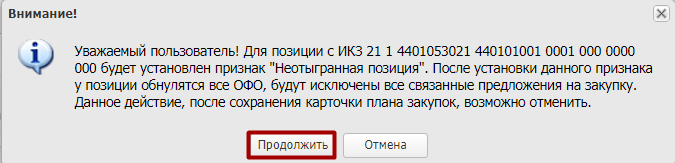 Внимание!
Уважаемый пользователь! Для позиции с ИКЗ 21 1 4401053021 440101001 0001 000 0000
000 будет установлен признак "Неотыгранная позиция". После установки данного признака
у позиции обнулятся все ОФО, будут исключены все связанные предложения на закупку.
Данное действие, после сохранения карточки плана закупок, возможно отменить.
Продолжить Отмена